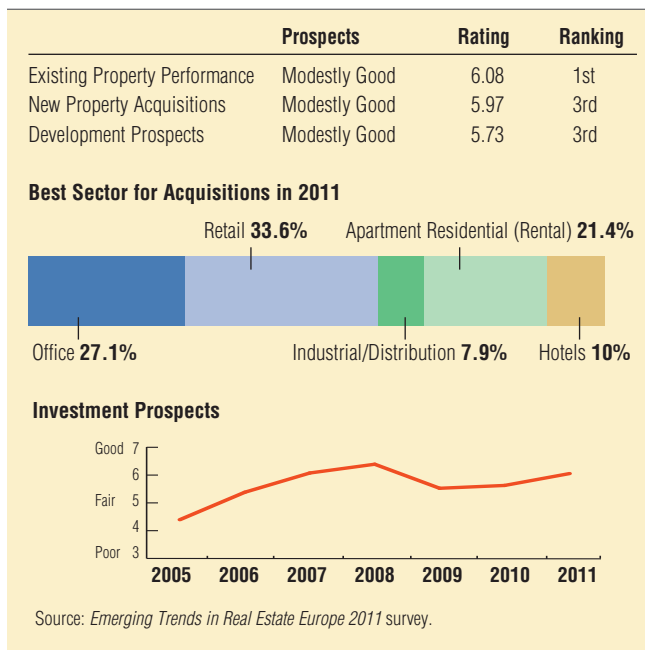 Prospects Rating Ranking
Existing Property Performance Modestly Good 6.08 1st
New Property Acquisitions Modestly Good 5.97 3rd
Development Prospects Modestly Good 5.73 3rd
Best Sector for Acquisitions in 2011
Retail 33.6% Apartment Residential (Rental) 21.4%
Office 27.1% Industrial/Distribution 7.9% Hotels 10%
Investment Prospects
Good 7
6
Fair 5
4
Poor 3
2005 2006 2007 2008 2009 2010 2011
Source: Emerging Trends in Real Estate Europe 2011 survey.